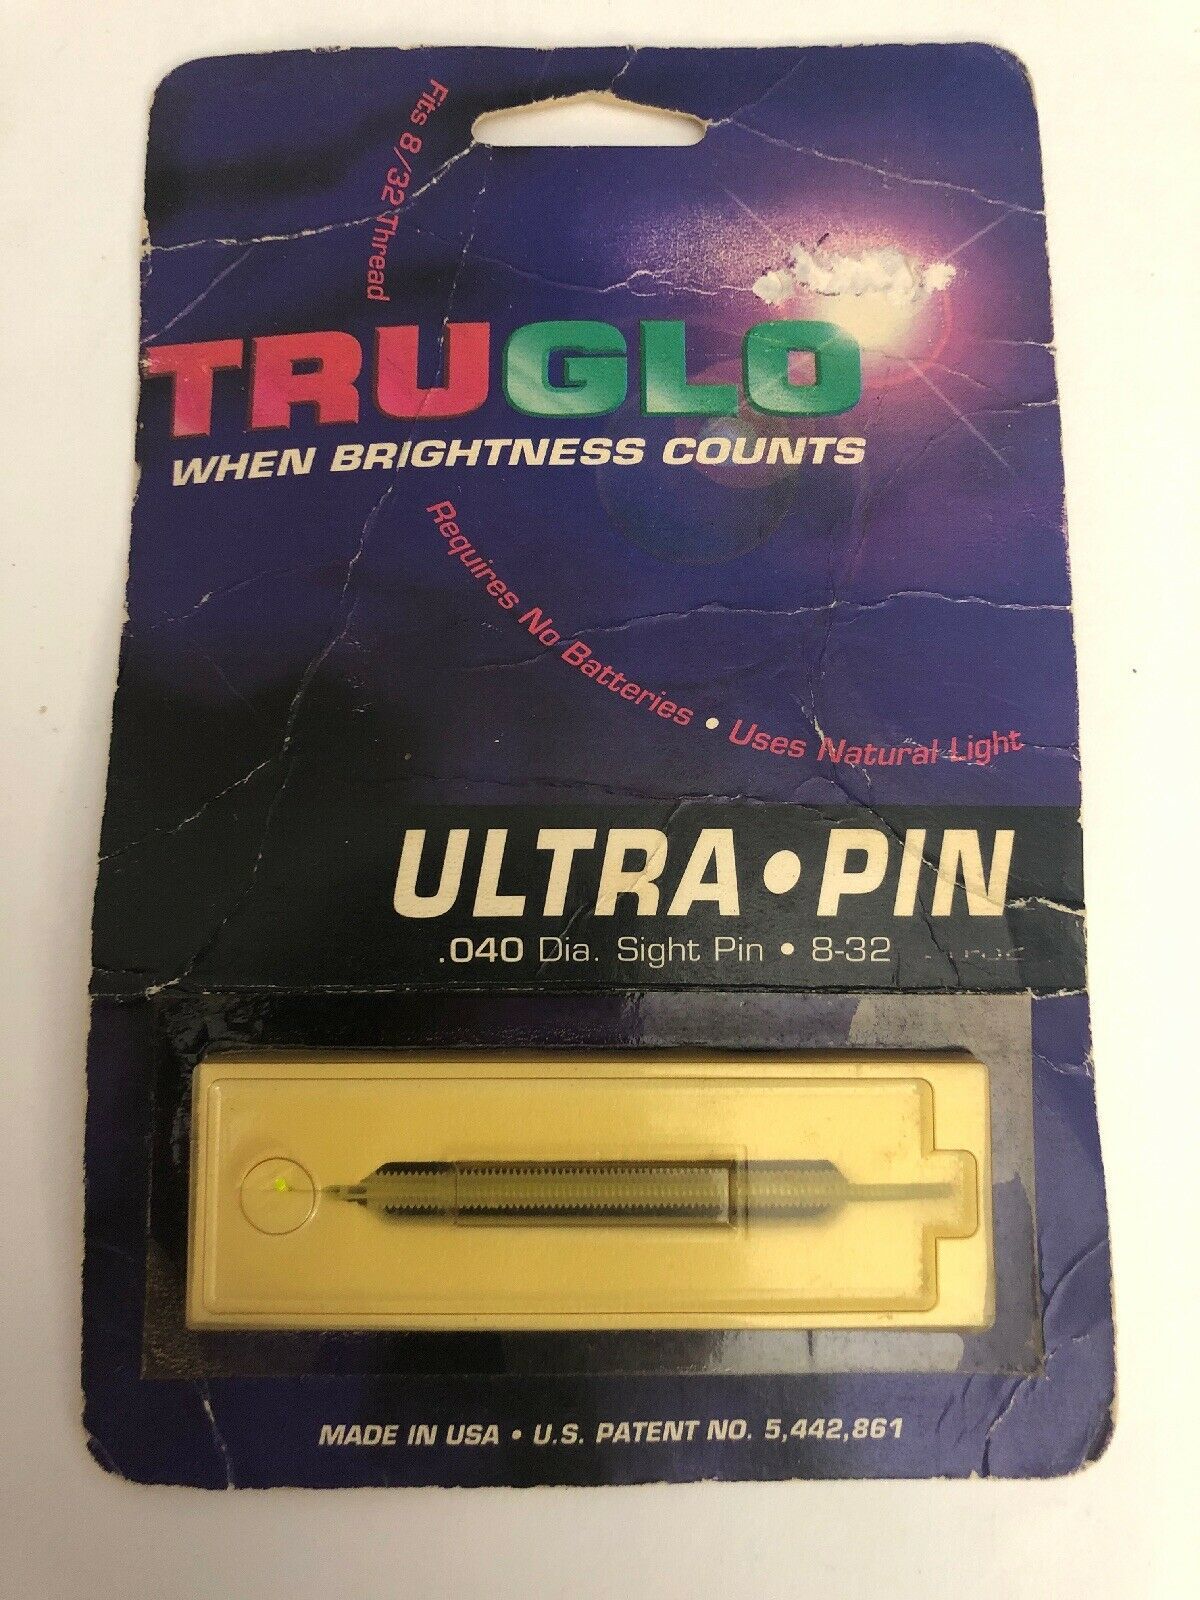 Fits 8/32 Thread
TRUGLO
WHEN BRIGHTNESS COUNTS
Requires No Batteries • Uses Natural Light
ULTRA • PIN
.040 Dia. Sight Pin • 8-32
MADE IN USA • U.S. PATENT NO. 5,442,861